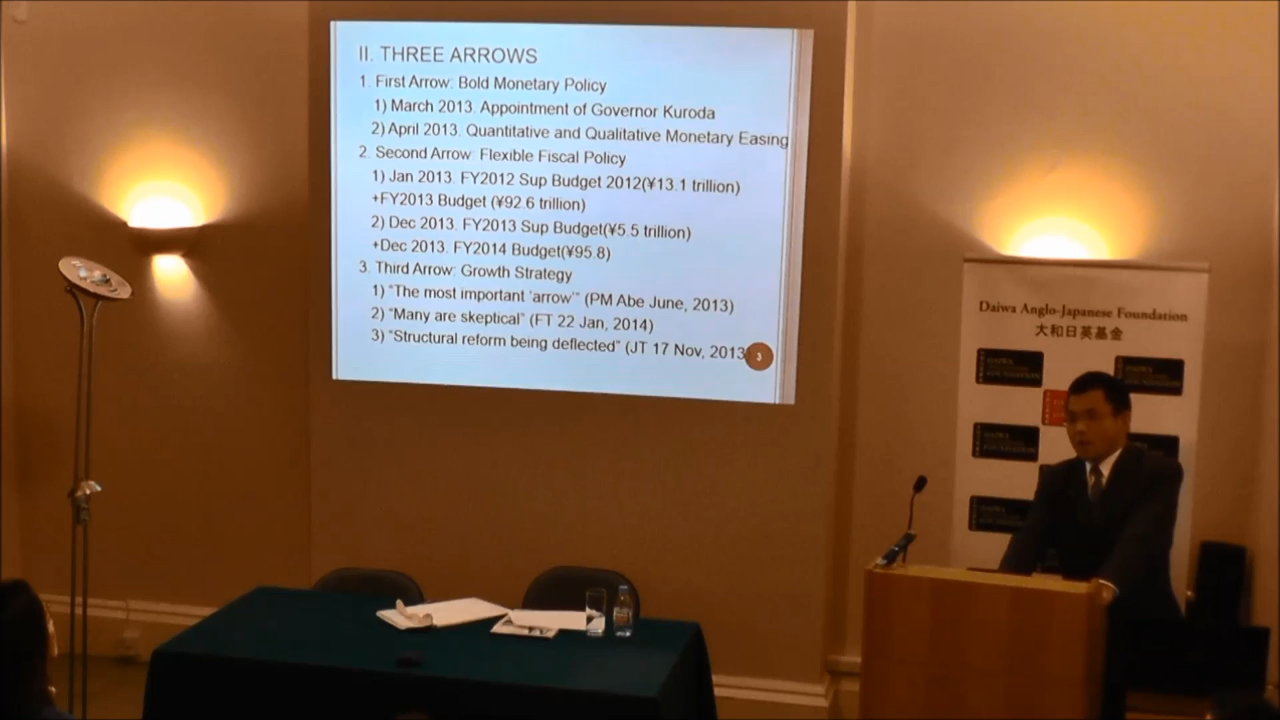 II. THREE ARROWS
1. First Arrow: Bold Monetary Policy
1) March 2013. Appointment of Governor Kuroda
2) April 2013. Quantitative and Qualitative Monetary Easing
2. Second Arrow: Flexible Fiscal Policy
1) Jan 2013. FY2012 Sup Budget 2012(¥13.1 trillion)
+FY2013 Budget (¥92.6 trillion)
2) Dec 2013. FY2013 Sup Budget(¥5.5 trillion)
+Dec 2013. FY2014 Budget(¥95.8)
3. Third Arrow: Growth Strategy
1) "The most important 'arrow'" (PM Abe June, 2013)
2) "Many are skeptical" (FT 22 Jan, 2014)
3) "Structural reform being deflected" (JT 17 Nov, 2013
3
Daiwa Anglo-Japanese Foundation
大和日英基金
DAIWA
FOUNDATION
DAIWA
FOUNDATION
FOUNDATION